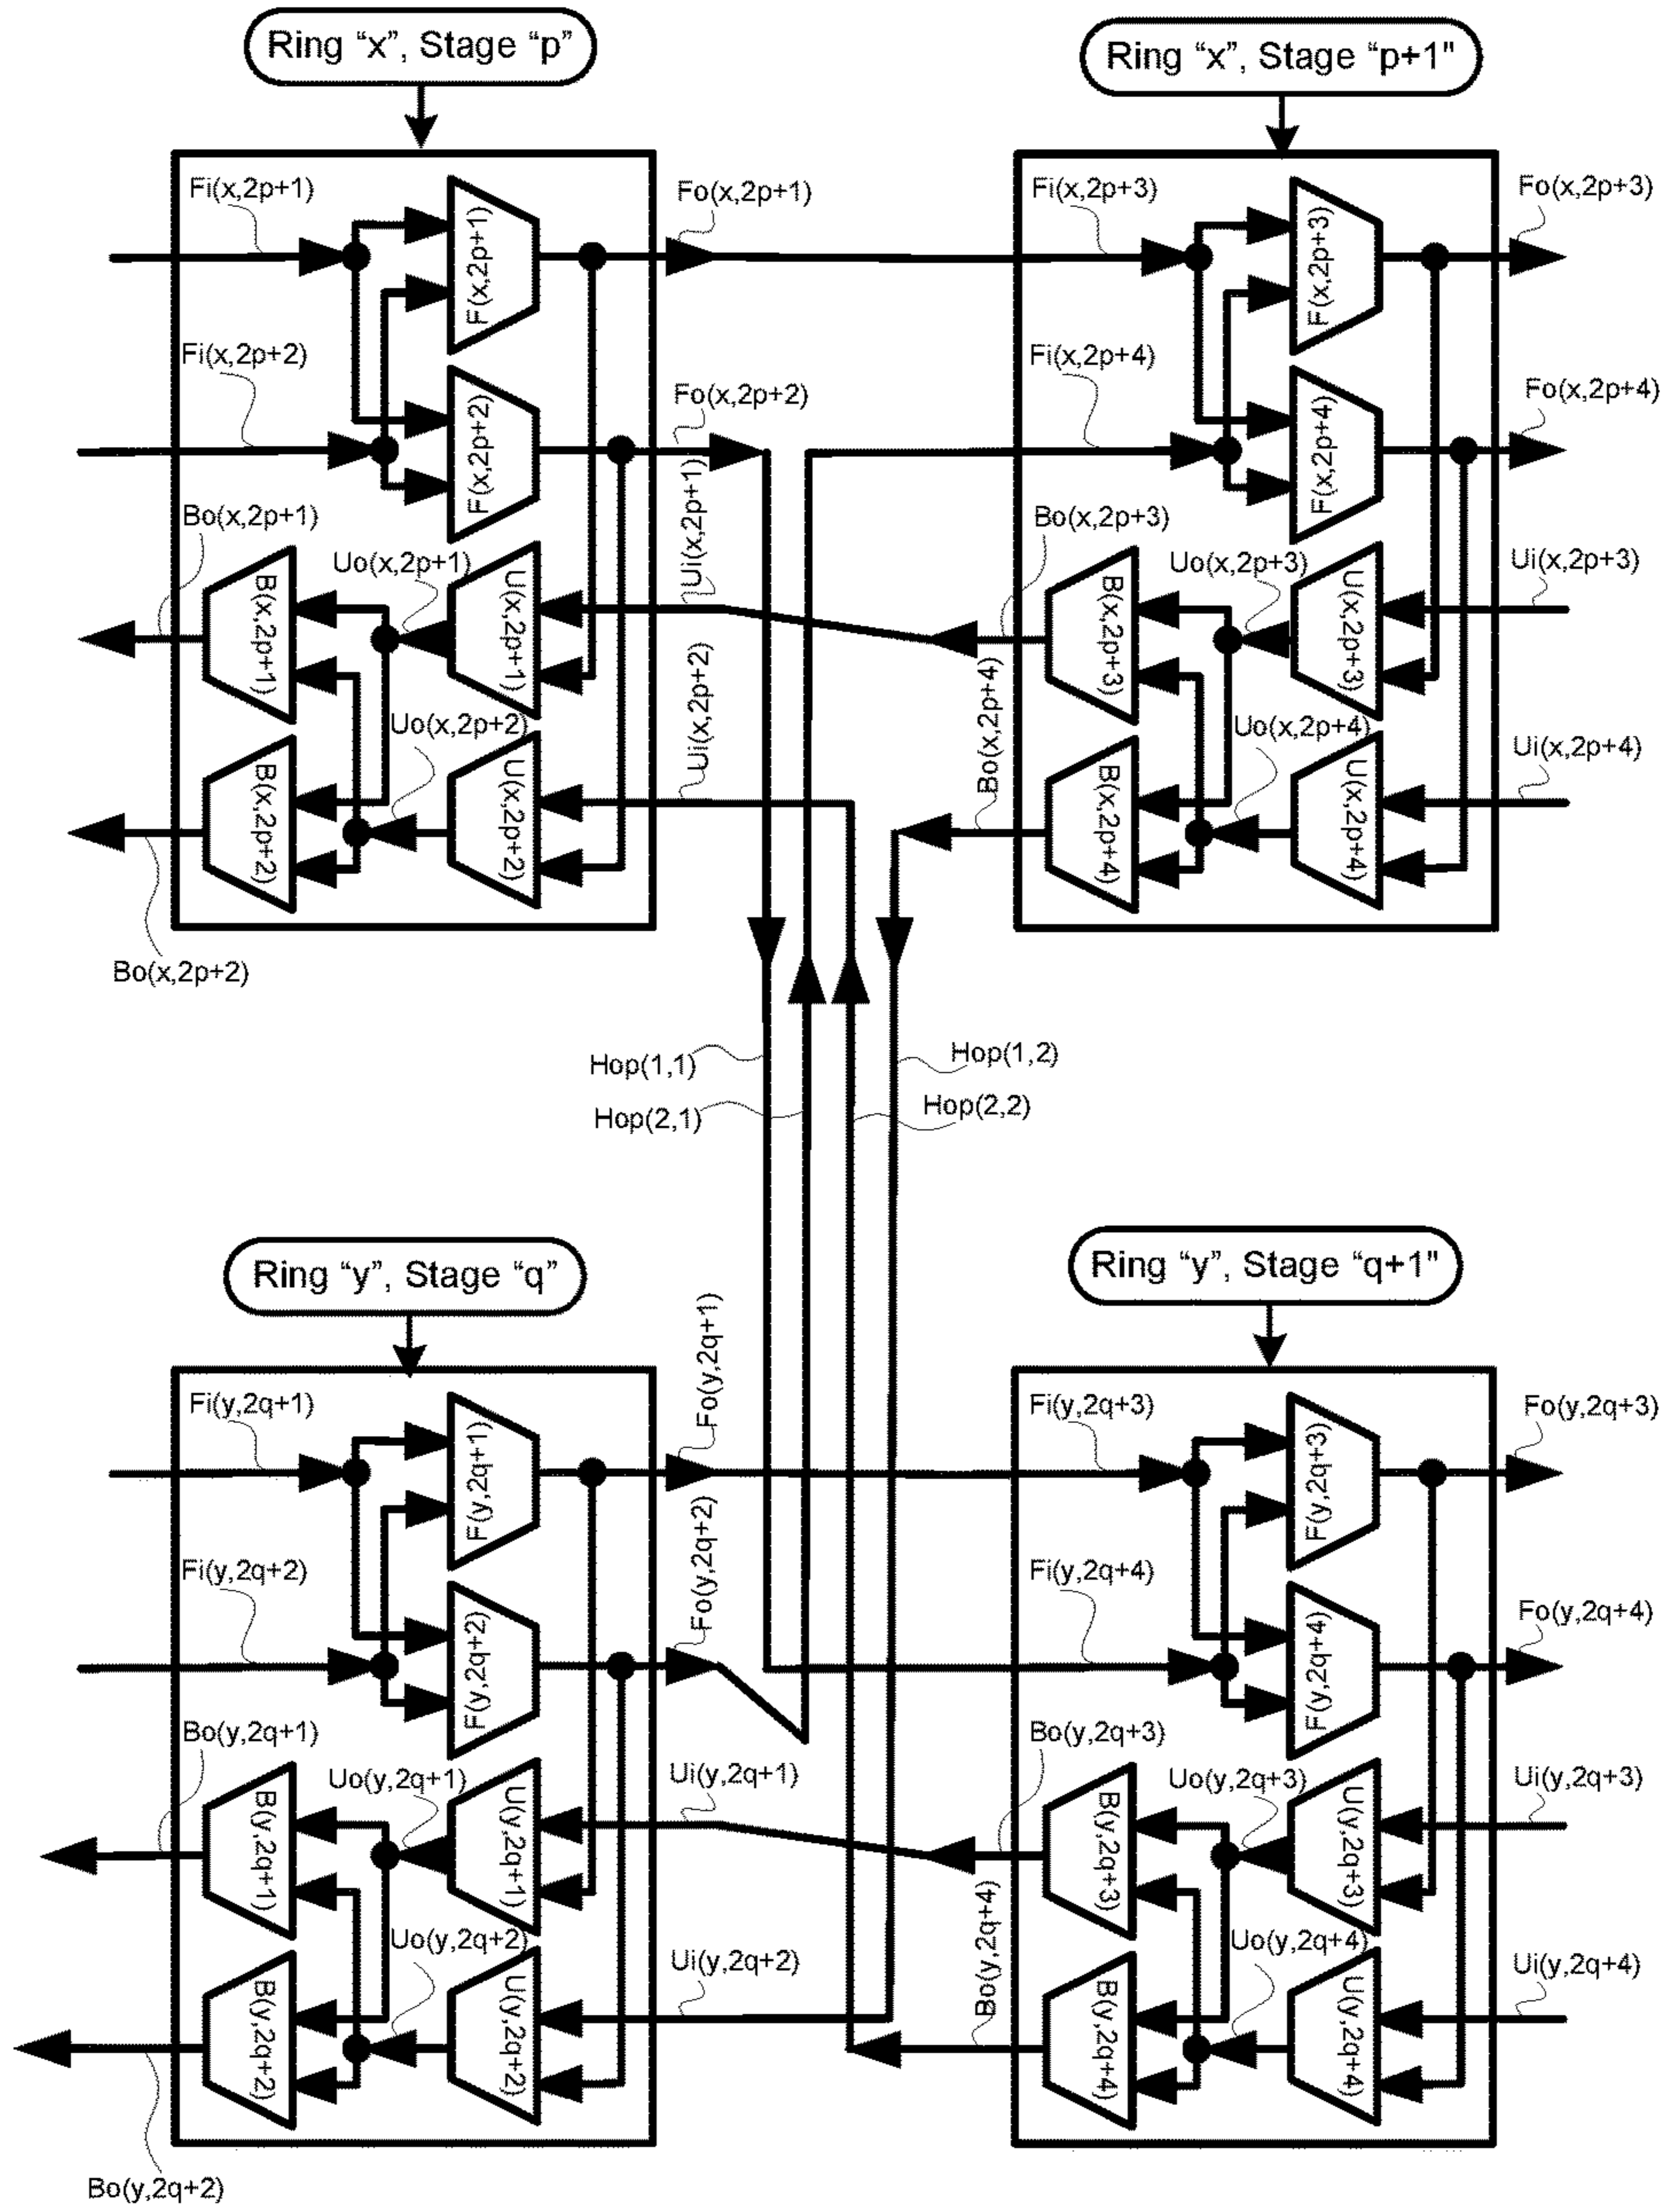 Ring “x”, Stage “p”
Ring “x”, Stage “p+1"
Fi(x,2p+1)
F(x,2p+1)
Fo(x,2p+1)
Fi(x,2p+3)
F(x,2p+3)
Fo(x,2p+3)
Fi(x,2p+2)
F(x,2p+2)
Fo(x,2p+2)
Fi(x,2p+4)
F(x,2p+4)
Fo(x,2p+4)
Bo(x,2p+1)
B(x,2p+1)
Uo(x,2p+1)
U(x,2p+1)
Ui(x,2p+1)
Bo(x,2p+3)
B(x,2p+3)
Uo(x,2p+3)
U(x,2p+3)
Ui(x,2p+3)
B(x,2p+2)
Uo(x,2p+2)
U(x,2p+2)
Ui(x,2p+2)
Bo(x,2p+4)
B(x,2p+4)
Uo(x,2p+4)
U(x,2p+4)
Ui(x,2p+4)
Bo(x,2p+2)
Hop(1,1)
Hop(1,2)
Hop(2,1)
Hop(2,2)
Ring “y”, Stage “q”
Ring “y”, Stage “q+1"
Fi(y,2q+1)
F(y,2q+1)
Fo(y,2q+1)
Fi(y,2q+3)
F(y,2q+3)
Fo(y,2q+3)
Fi(y,2q+2)
F(y,2q+2)
Fo(y,2q+2)
Fi(y,2q+4)
F(y,2q+4)
Fo(y,2q+4)
Bo(y,2q+1)
B(y,2q+1)
Uo(y,2q+1)
U(y,2q+1)
Ui(y,2q+1)
Bo(y,2q+3)
B(y,2q+3)
Uo(y,2q+3)
U(y,2q+3)
Ui(y,2q+3)
B(y,2q+2)
Uo(y,2q+2)
U(y,2q+2)
Ui(y,2q+2)
Bo(y,2q+4)
B(y,2q+4)
Uo(y,2q+4)
U(y,2q+4)
Ui(y,2q+4)
Bo(y,2q+2)